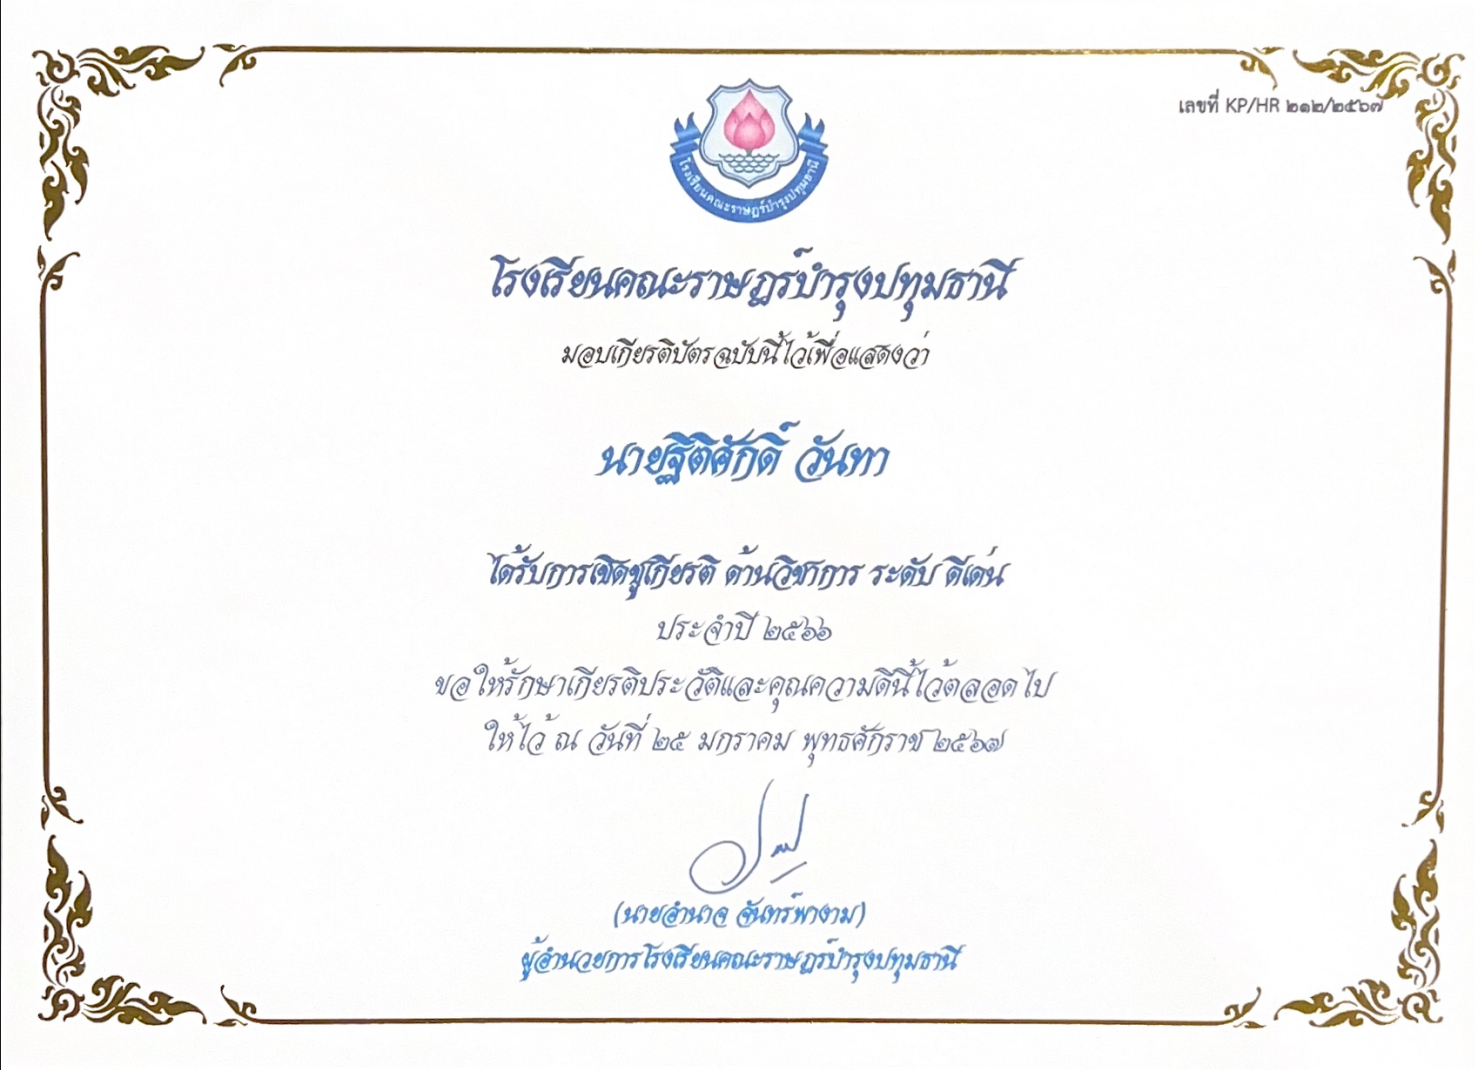 เลขที่ KP/HR ๒๑๒/๒๕๖๗
โรงเรียนคณะราษฎร์บำรุงปทุมธานี
โรงเรียนคณะราษฎร์บำรุงปทุมธานี
มอบเกียรติบัตรฉบับนี้ไว้เพื่อแสดงว่า
นายฐิติศักดิ์ วันทา
ได้รับการเชิดชูเกียรติ ด้านวิชาการ ระดับ ดีเด่น
ประจำปี ๒๕๖๖
ขอให้รักษาเกียรติประวัติและคุณความดีนี้ไว้ตลอดไป
ให้ไว้ ณ วันที่ ๒๕ มกราคม พุทธศักราช ๒๕๖๗
(นายอำนาจ จันทร์พางาม)
ผู้อำนวยการโรงเรียนคณะราษฎร์บำรุงปทุมธานี